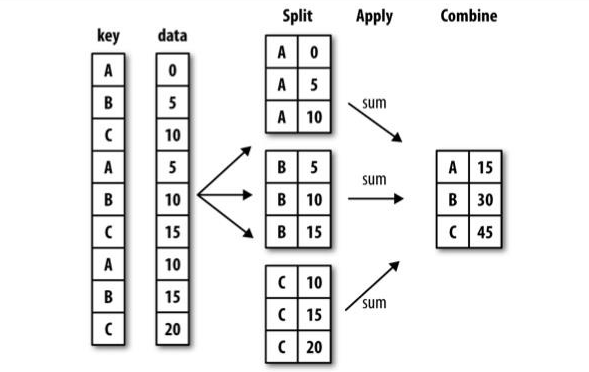 Split Apply Combine
key data
A 0
B 5
C 10
A 5
B 10
C 15
A 10
B 15
C 20
A 0
A 5
A 10
sum
B 5
B 10
B 15
sum
C 10
C 15
C 20
sum
A 15
B 30
C 45